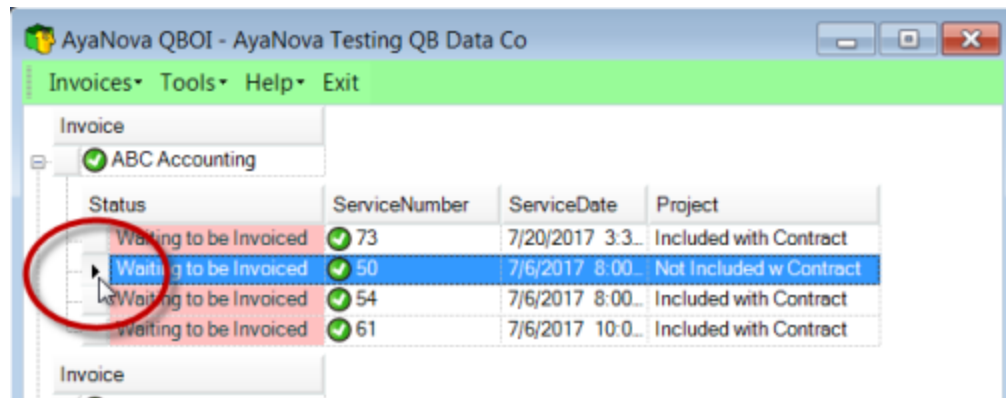 AyaNova QBOI - AyaNova Testing QB Data Co
Invoices Tools Help Exit
Invoice
ABC Accounting
Status ServiceNumber ServiceDate Project
Waiting to be Invoiced 73 7/20/2017 3:3... Included with Contract
Waiting to be Invoiced 50 7/6/2017 8:00... Not Included w Contract
Waiting to be Invoiced 54 7/6/2017 8:00... Included with Contract
Waiting to be Invoiced 61 7/6/2017 10:0... Included with Contract
Invoice